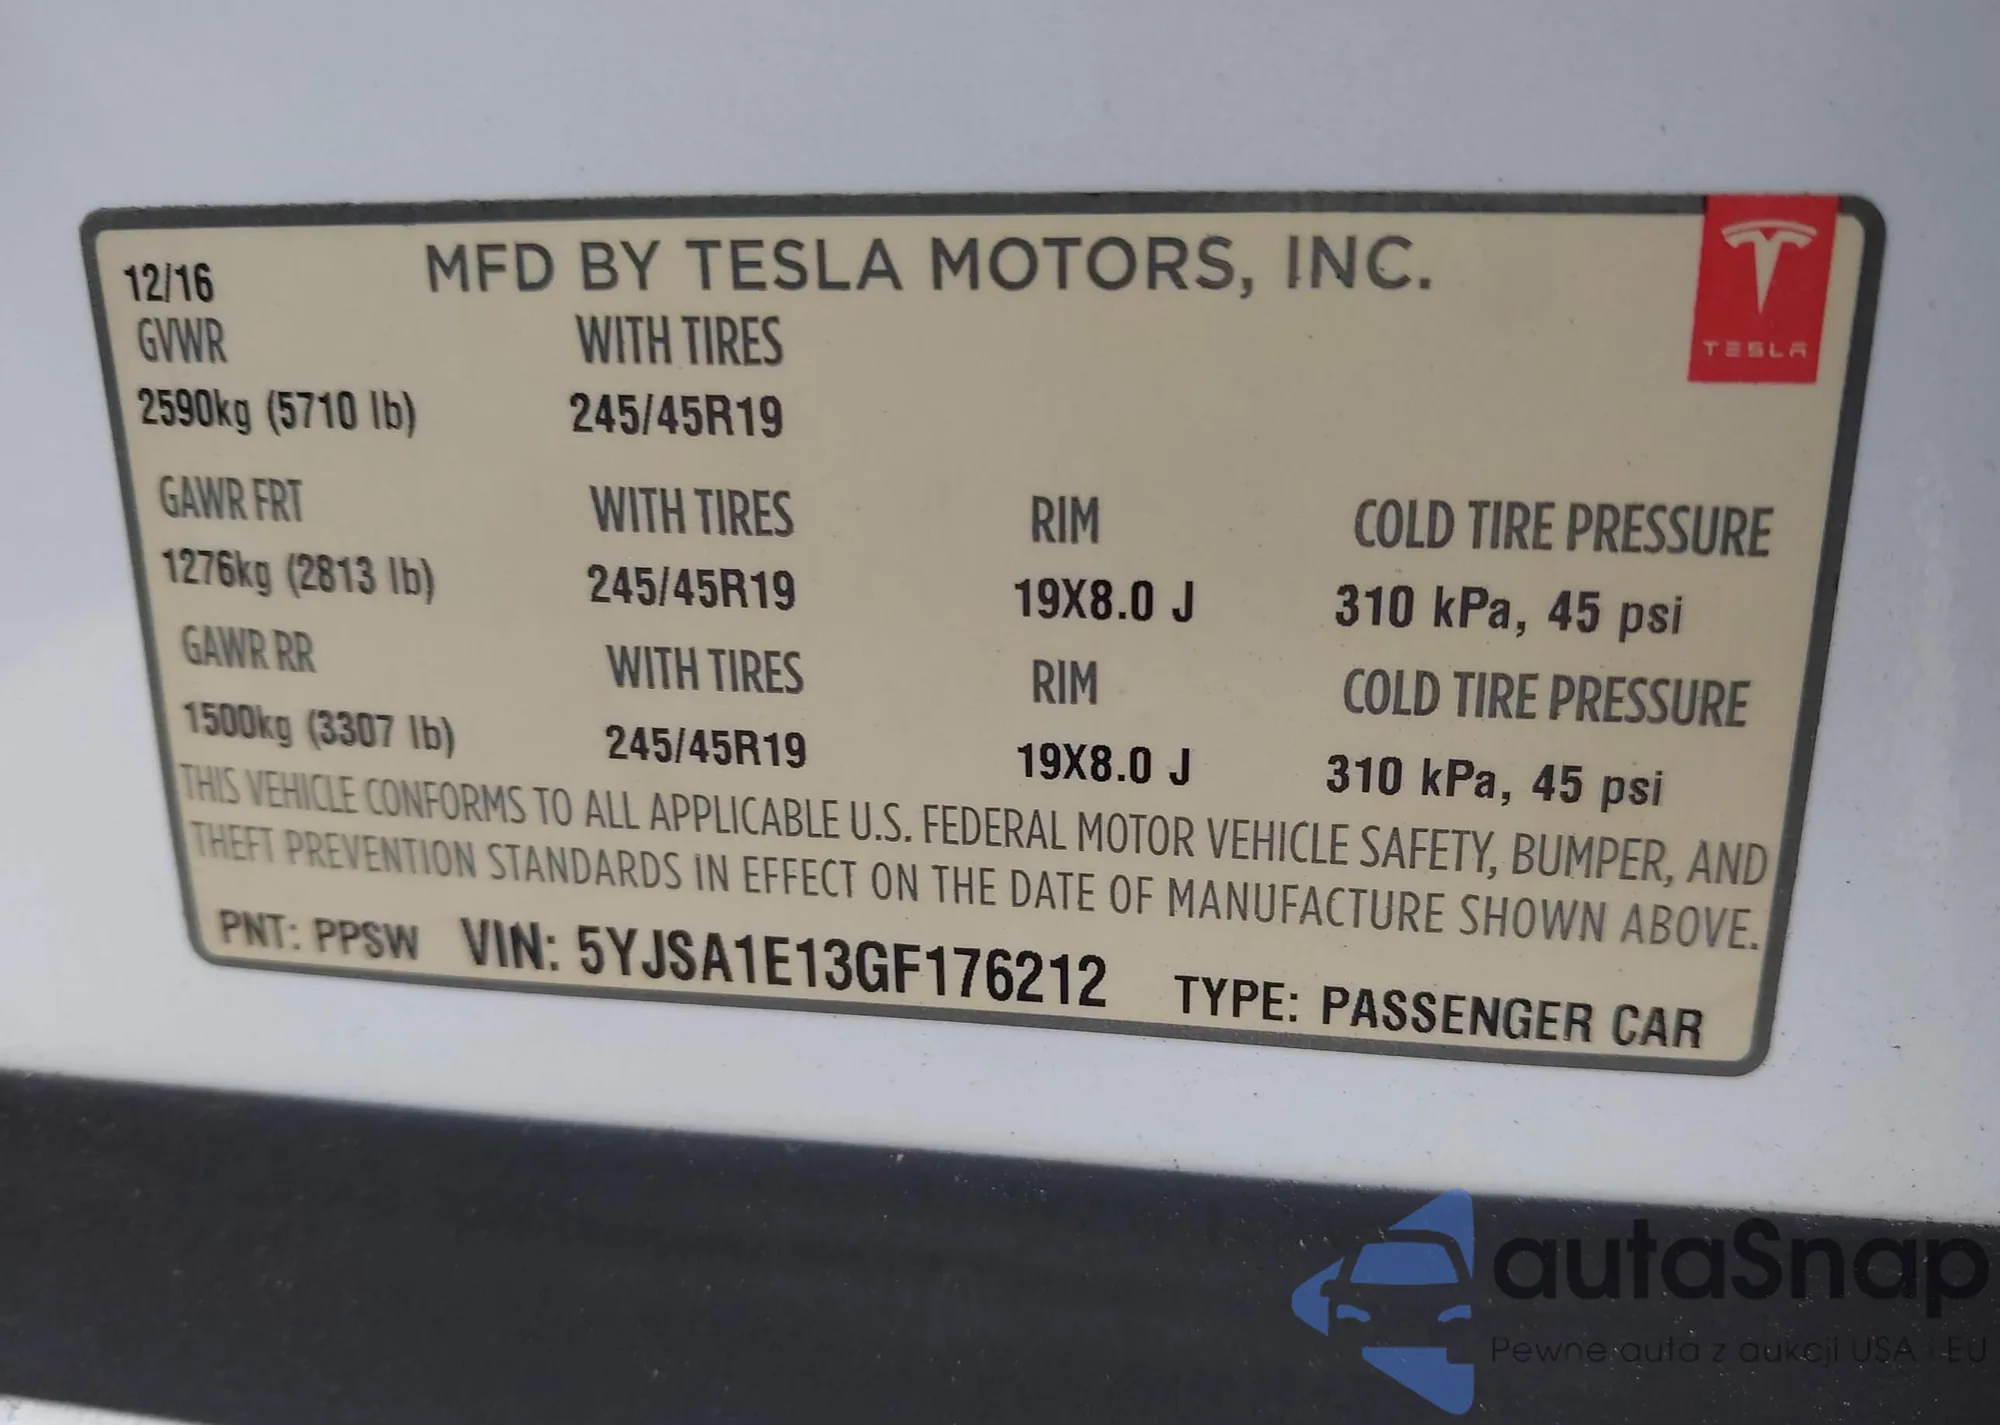 12/16 MFD BY TESLA MOTORS, INC.
TESLA
GVWR WITH TIRES
2590kg (5710 lb) 245/45R19
GAWR FRT WITH TIRES RIM COLD TIRE PRESSURE
1276kg (2813 lb) 245/45R19 19X8.0 J 310 kPa, 45 psi
GAWR RR WITH TIRES RIM COLD TIRE PRESSURE
1500kg (3307 lb) 245/45R19 19X8.0 J 310 kPa, 45 psi
THIS VEHICLE CONFORMS TO ALL APPLICABLE U.S. FEDERAL MOTOR VEHICLE SAFETY, BUMPER, AND
THEFT PREVENTION STANDARDS IN EFFECT ON THE DATE OF MANUFACTURE SHOWN ABOVE.
PNT: PPSW VIN: 5YJSA1E13GF176212 TYPE: PASSENGER CAR
autaSnap
Pewne auta z aukcji USA i EU